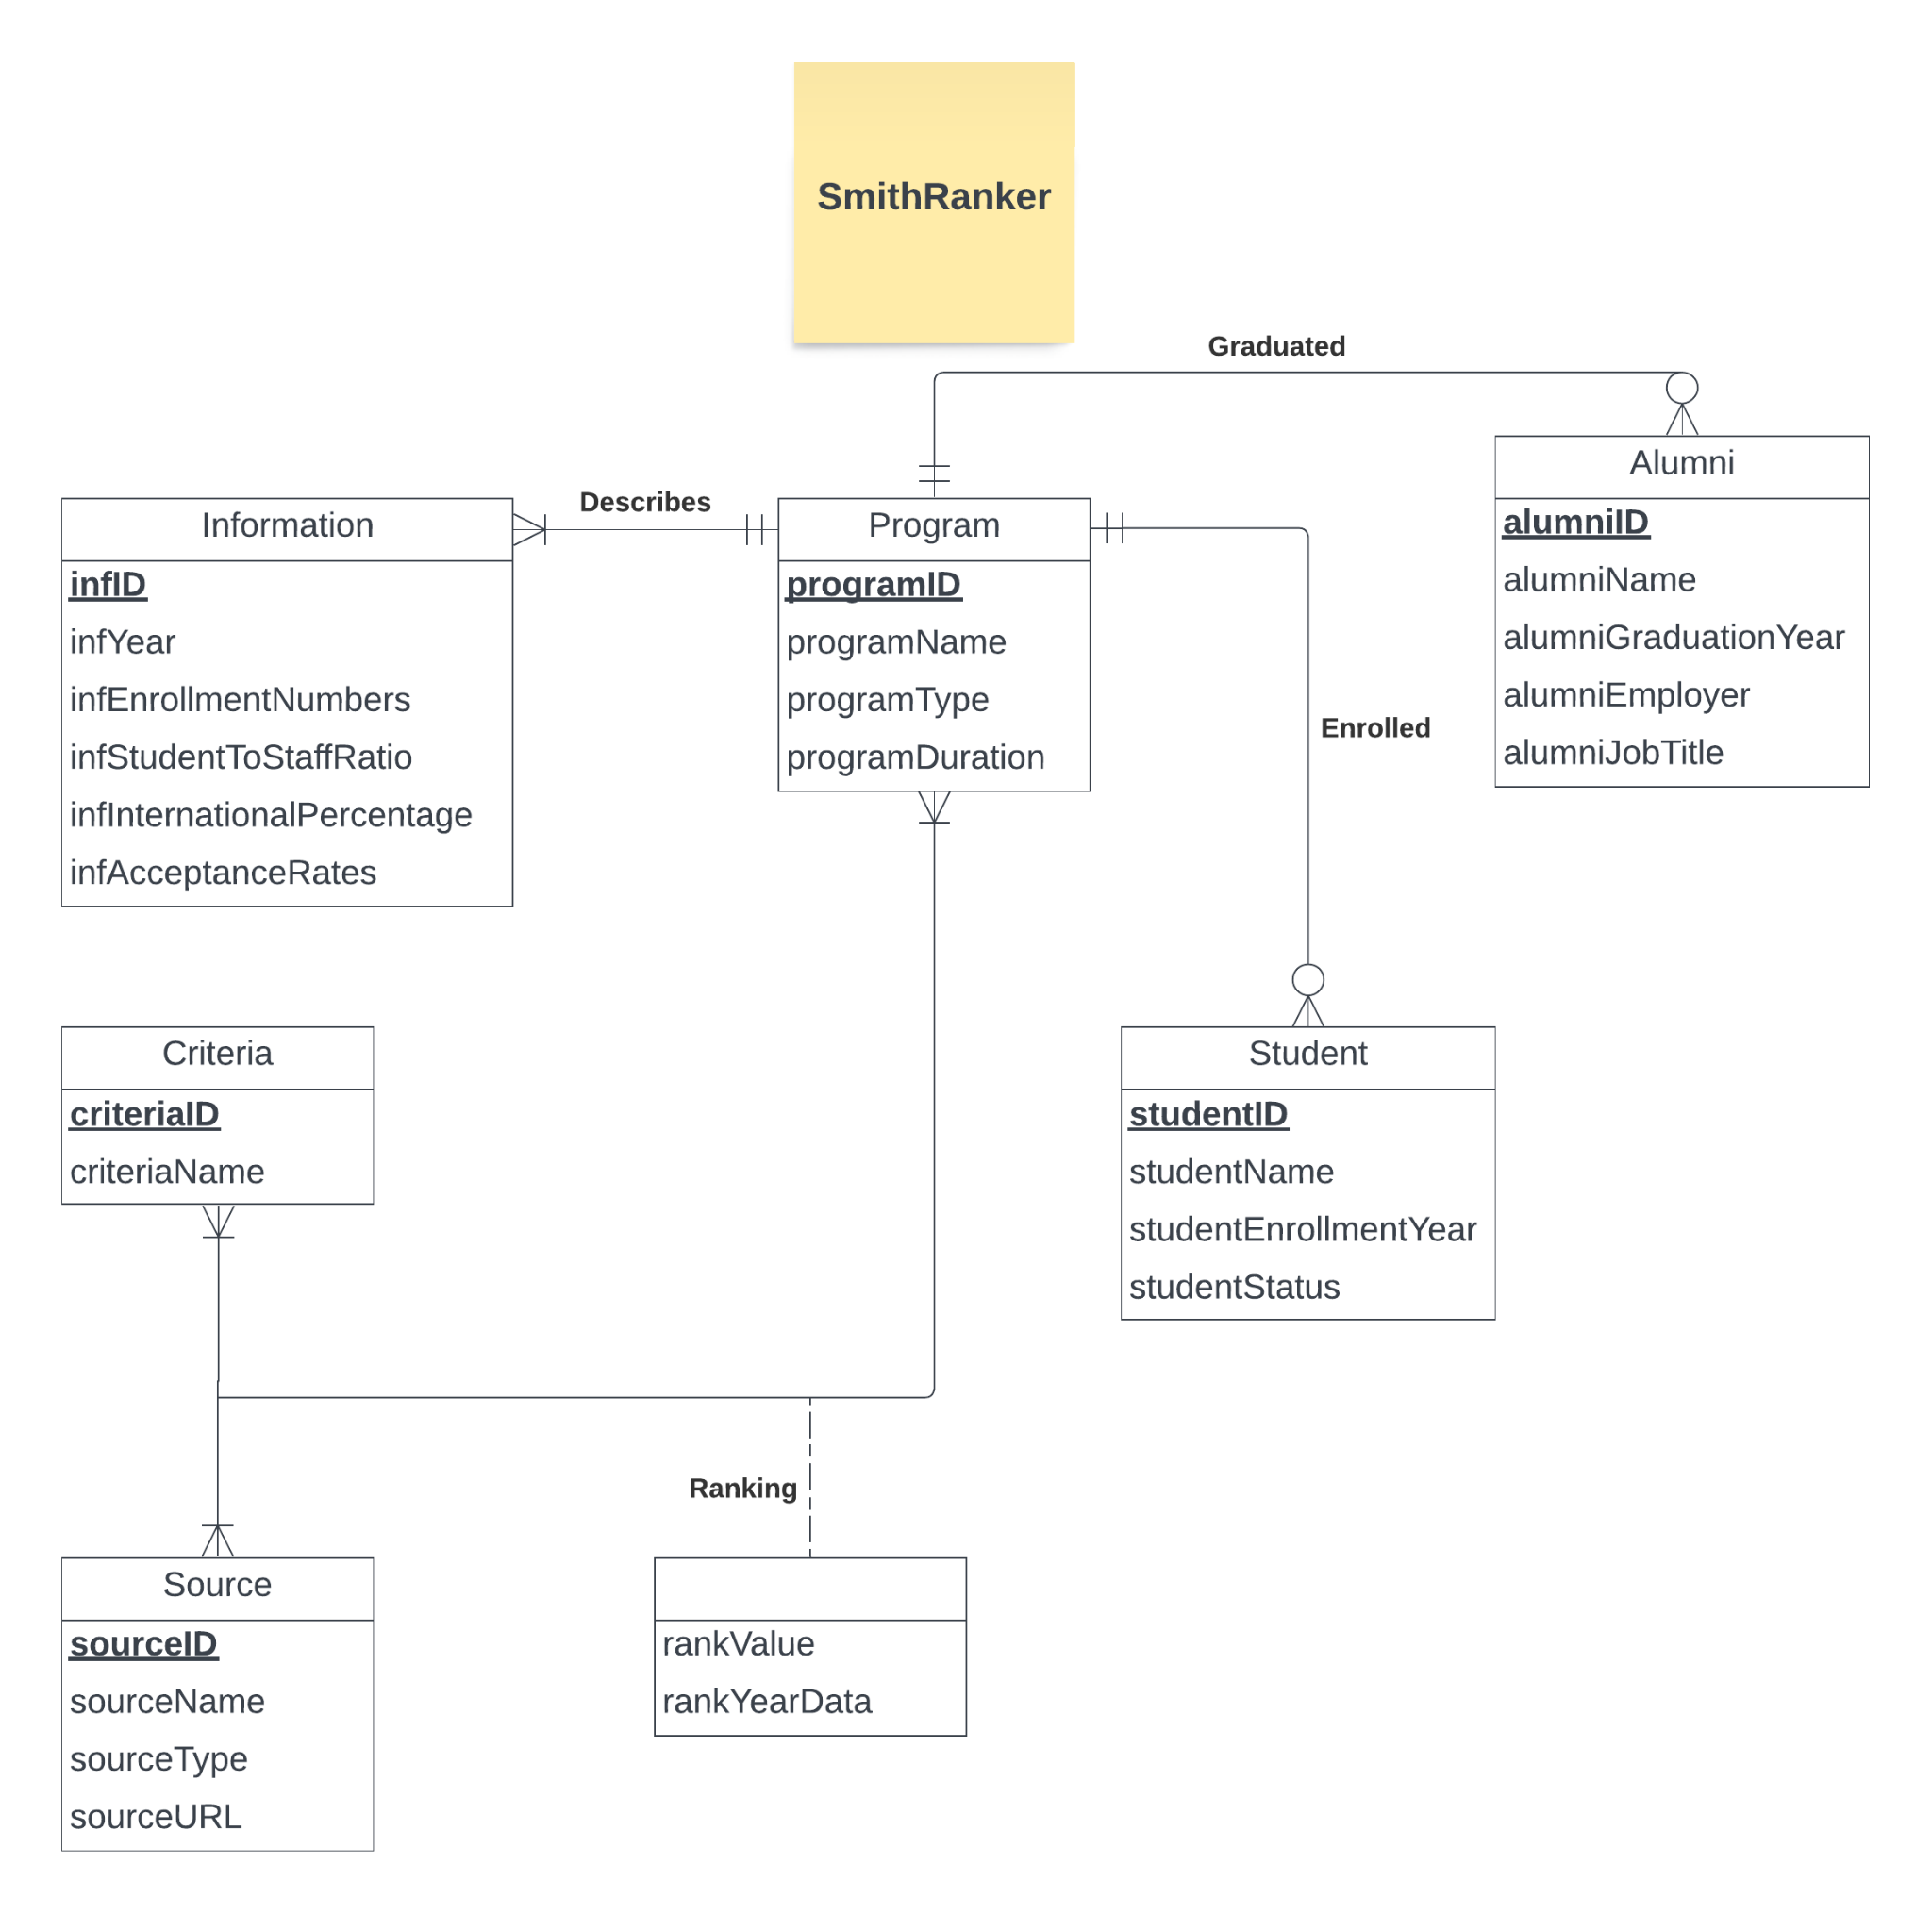 SmithRanker
Graduated
Alumni
alumniID
alumniName
alumniGraduationYear
alumniEmployer
alumniJobTitle
Describes
Information
infID
infYear
infEnrollmentNumbers
infStudentToStaffRatio
infInternationalPercentage
infAcceptanceRates
Program
programID
programName
programType
programDuration
Enrolled
Criteria
criteriaID
criteriaName
Student
studentID
studentName
studentEnrollmentYear
studentStatus
Ranking
Source
sourceID
sourceName
sourceType
sourceURL
rankValue
rankYearData